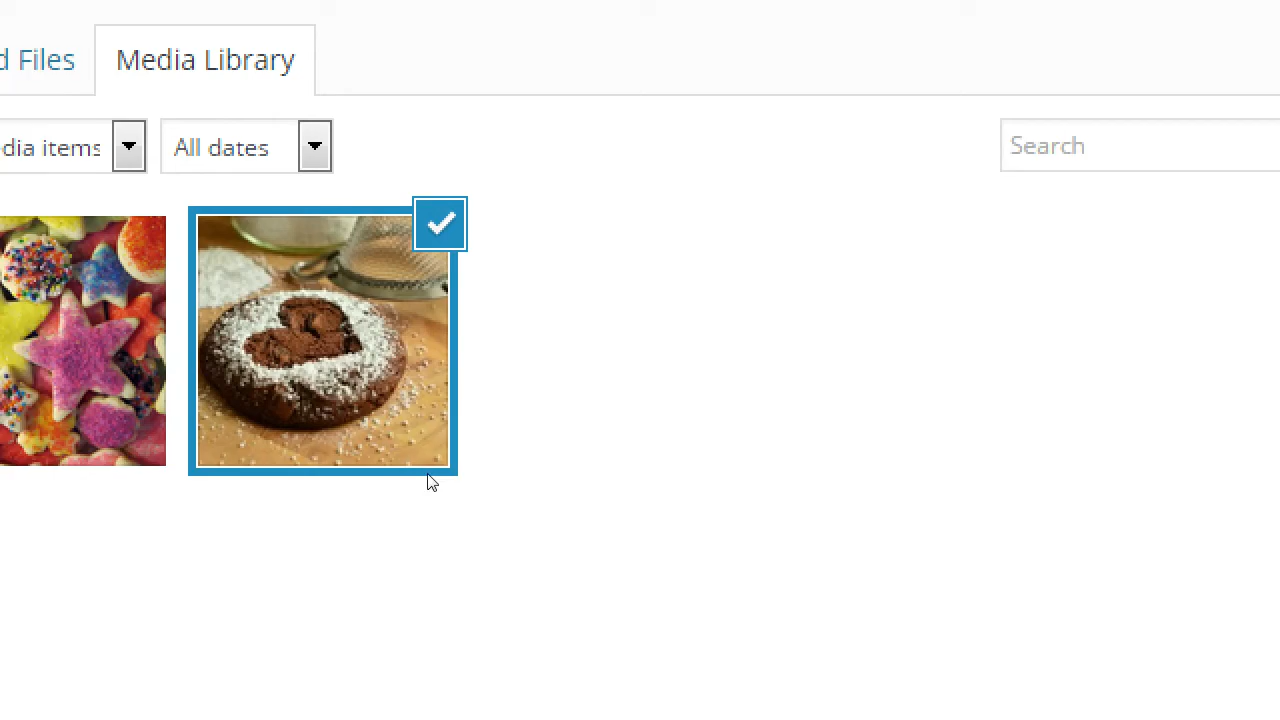 d Files
Media Library
dia items
All dates
Search